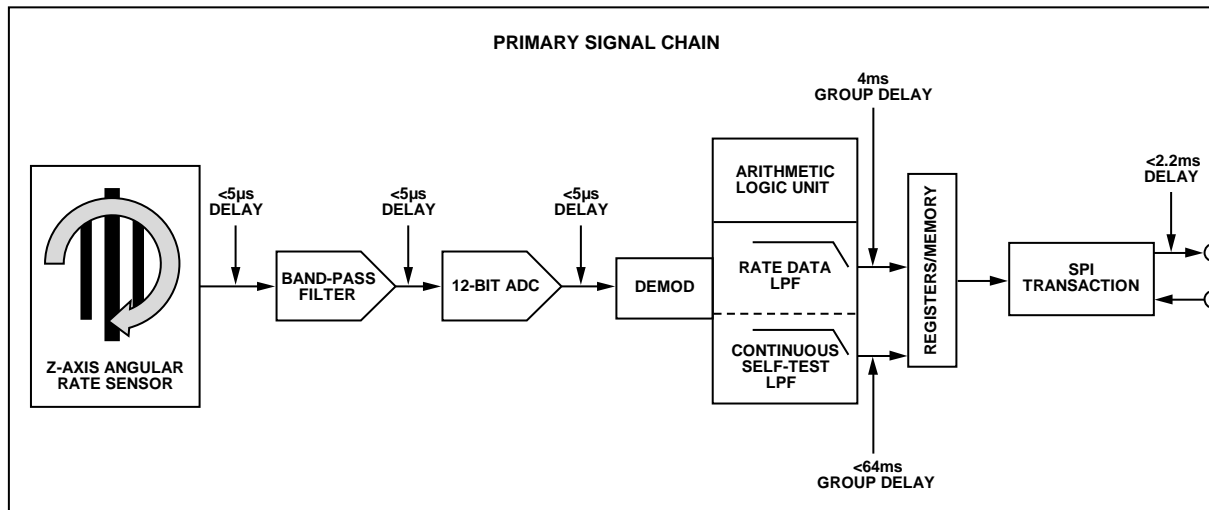 PRIMARY SIGNAL CHAIN
4ms
GROUP DELAY
<5µs
DELAY
<5µs
DELAY
<5µs
DELAY
ARITHMETIC
LOGIC UNIT
<2.2ms
DELAY
BAND-PASS
FILTER
12-BIT ADC
DEMOD
RATE DATA
LPF
REGISTERS/MEMORY
SPI
TRANSACTION
Z-AXIS ANGULAR
RATE SENSOR
CONTINUOUS
SELF-TEST
LPF
<64ms
GROUP DELAY